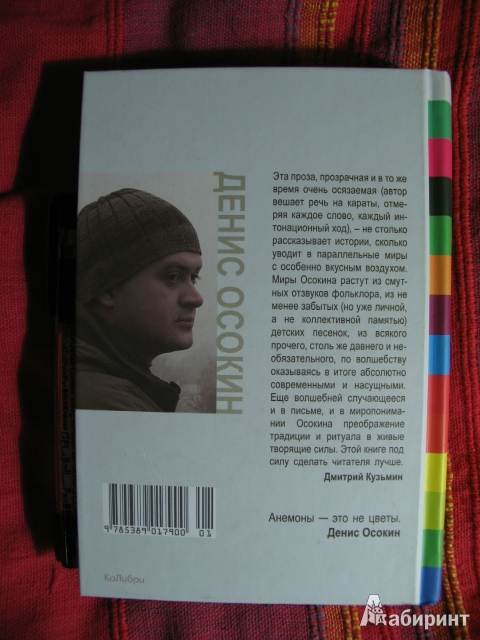 ДЕНИС ОСОКИН
Эта проза, прозрачная и в то же
время очень осязаемая (автор
вешает речь на караты, отме-
ряя каждое слово, каждый ин-
тонационный ход), – не столько
рассказывает истории, сколько
уводит в параллельные миры
с особенно вкусным воздухом.
Миры Осокина растут из смут-
ных отзвуков фольклора, из не
менее забытых (но уже личной,
а не коллективной памятью)
детских песенок, из всякого
прочего, столь же давнего и не-
обязательного, по волшебству
оказываясь в итоге абсолютно
современными и насущными.
Еще волшебней случающееся
и в письме, и в миропонима-
нии Осокина преображение
традиции и ритуала в живые
творящие силы. Этой книге под
силу сделать читателя лучше.
Дмитрий Кузьмин
Анемоны — это не цветы.
Денис Осокин
9 785389 017900 01
КоЛибри
Лабиринт